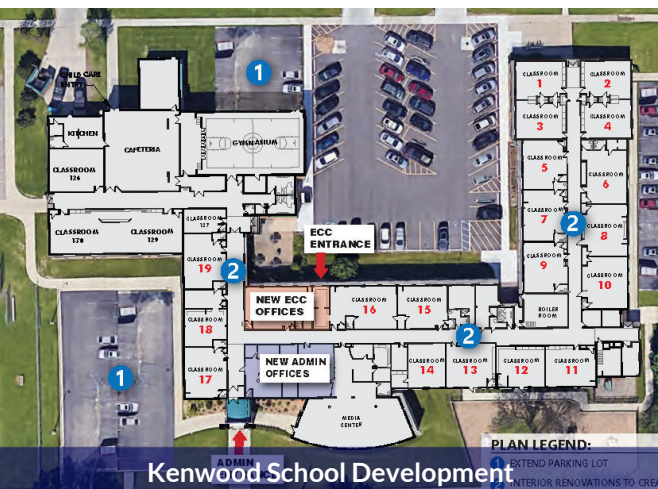 1
CHILD CARE
ENTRY
KITCHEN
CAFETERIA
GYMNASIUM
CLASSROOM
126
CLASSROOM
127
CLASSROOM
129
CLASSROOM
19
2
ECC
ENTRANCE
NEW ECC
OFFICES
CLASSROOM
16
CLASSROOM
15
CLASSROOM
18
CLASSROOM
17
1
NEW ADMIN
OFFICES
MEDIA
CENTER
2
CLASSROOM
14
CLASSROOM
13
CLASSROOM
12
CLASSROOM
11
CLASSROOM
1
CLASSROOM
2
CLASSROOM
3
CLASSROOM
4
CLASSROOM
5
CLASSROOM
6
CLASSROOM
7
2
CLASSROOM
8
CLASSROOM
9
CLASSROOM
10
BOILER
ROOM
CLASSROOM
ADMIN
PLAN LEGEND:
1 EXTEND PARKING LOT
2 INTERIOR RENOVATIONS TO CREA
Kenwood School Development